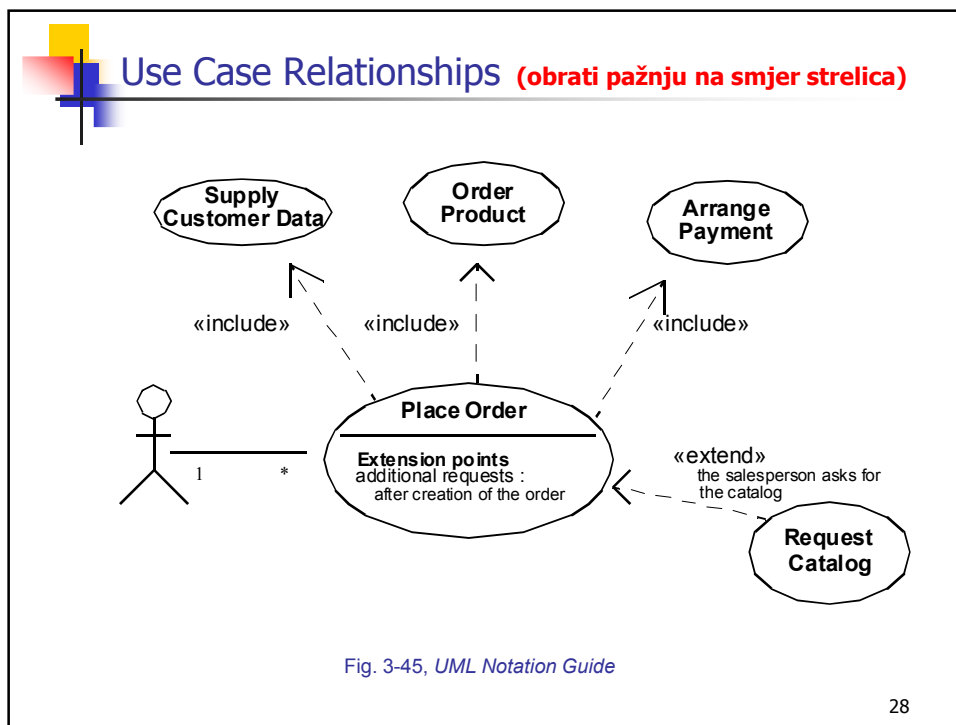 Use Case Relationships (obrati pažnju na smjer strelica)
Supply
Customer Data
Order
Product
Arrange
Payment
«include»
«include»
«include»
Place Order
Extension points
additional requests :
after creation of the order
1
*
«extend»
the salesperson asks for
the catalog
Request
Catalog
Fig. 3-45, UML Notation Guide
28